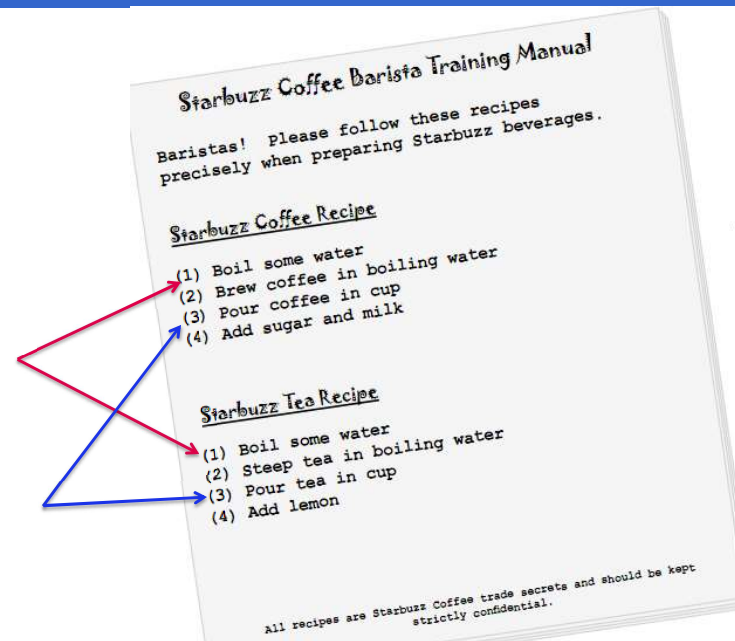 Starbuzz Coffee Barista Training Manual
Baristas! Please follow these recipes
precisely when preparing Starbuzz beverages.
Starbuzz Coffee Recipe
(1) Boil some water
(2) Brew coffee in boiling water
(3) Pour coffee in cup
(4) Add sugar and milk
Starbuzz Tea Recipe
(1) Boil some water
(2) Steep tea in boiling water
(3) Pour tea in cup
(4) Add lemon
All recipes are Starbuzz Coffee trade secrets and should be kept
strictly confidential.